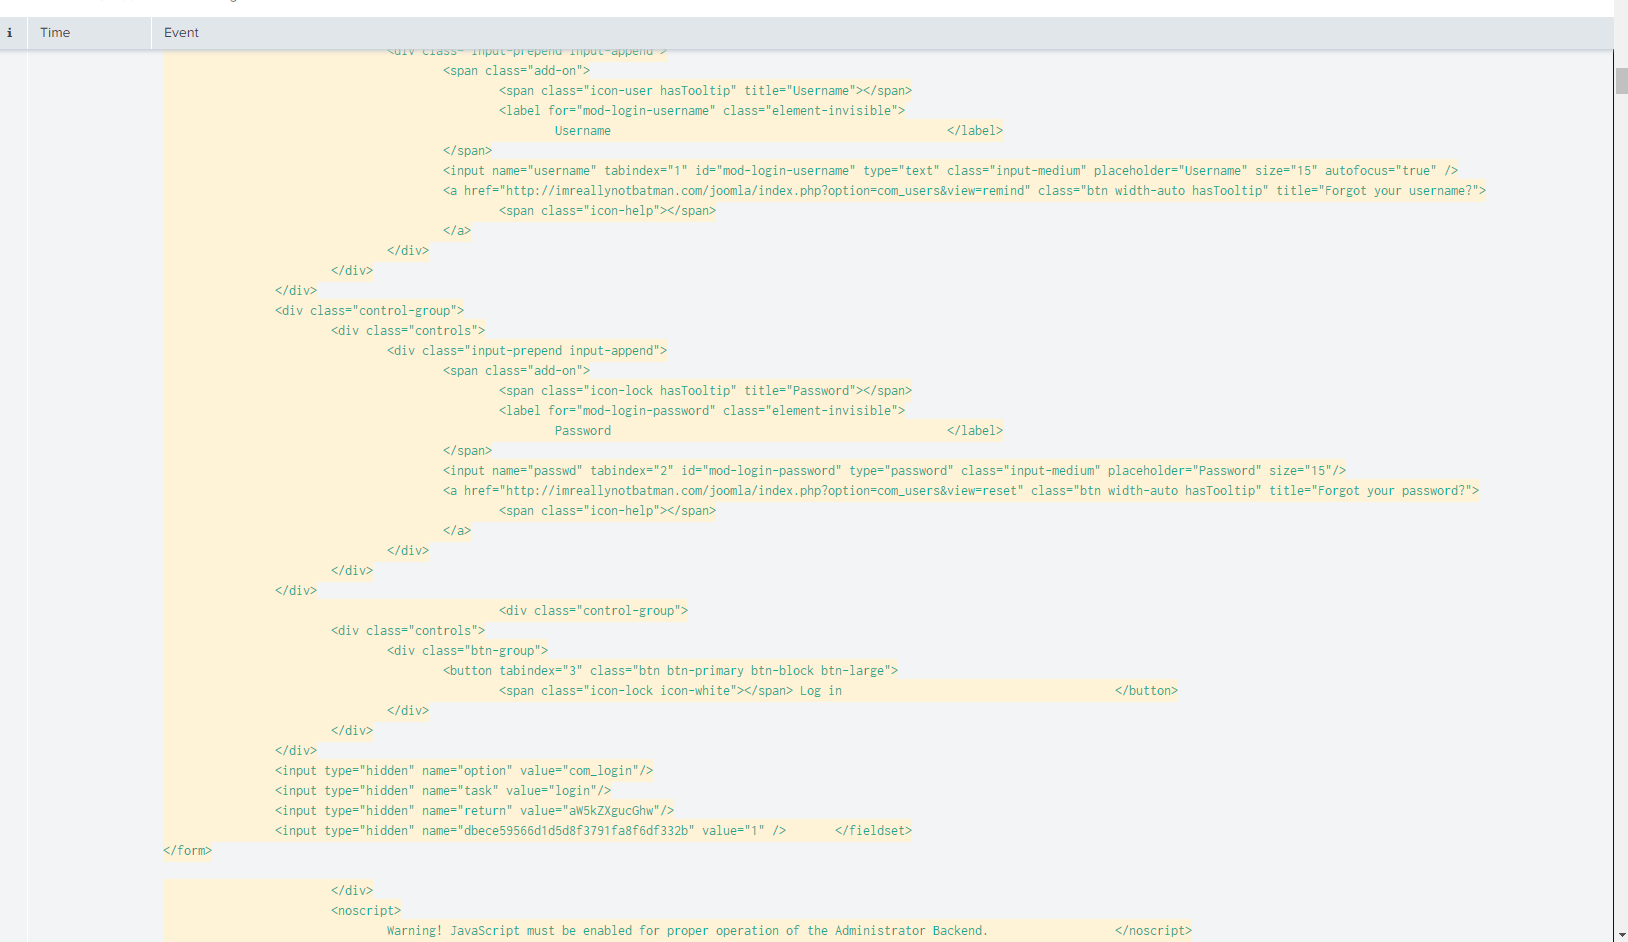 i Time Event
<div class="input-prepend input-append">
<span class="add-on">
<span class="icon-user hasTooltip" title="Username"></span>
<label for="mod-login-username" class="element-invisible">
Username </label>
</span>
<input name="username" tabindex="1" id="mod-login-username" type="text" class="input-medium" placeholder="Username" size="15" autofocus="true" />
<a href="http://imreallynotbatman.com/joomla/index.php?option=com_users&view=remind" class="btn width-auto hasTooltip" title="Forgot your username?">
<span class="icon-help"></span>
</a>
</div>
</div>
</div>
<div class="control-group">
<div class="controls">
<div class="input-prepend input-append">
<span class="add-on">
<span class="icon-lock hasTooltip" title="Password"></span>
<label for="mod-login-password" class="element-invisible">
Password </label>
</span>
<input name="passwd" tabindex="2" id="mod-login-password" type="password" class="input-medium" placeholder="Password" size="15"/>
<a href="http://imreallynotbatman.com/joomla/index.php?option=com_users&view=reset" class="btn width-auto hasTooltip" title="Forgot your password?">
<span class="icon-help"></span>
</a>
</div>
</div>
</div>
<div class="control-group">
<div class="controls">
<div class="btn-group">
<button tabindex="3" class="btn btn-primary btn-block btn-large">
<span class="icon-lock icon-white"></span> Log in </button>
</div>
</div>
</div>
<input type="hidden" name="option" value="com_login"/>
<input type="hidden" name="task" value="login"/>
<input type="hidden" name="return" value="aW5kZXgucGhw"/>
<input type="hidden" name="dbece59566d1d5d8f3791fa8f6df332b" value="1" /> </fieldset>
</form>
</div>
<noscript>
Warning! JavaScript must be enabled for proper operation of the Administrator Backend. </noscript>